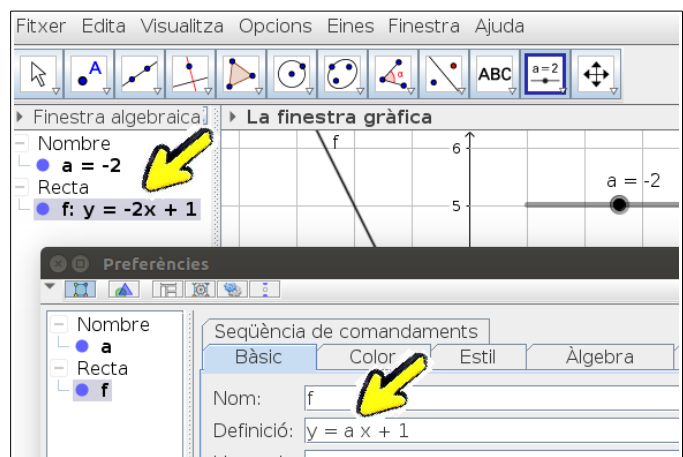 Fitxer Edita Visualitza Opcions Eines Finestra Ajuda
A α ABC a=2
Finestra algebraica La finestra gràfica
Nombre
a = -2
Recta
f: y = -2x + 1
f
6
a = -2
5
Preferències
Nombre
a
Recta
f
Seqüència de comandaments
Bàsic Color Estil Àlgebra
Nom: f
Definició: y = a x + 1